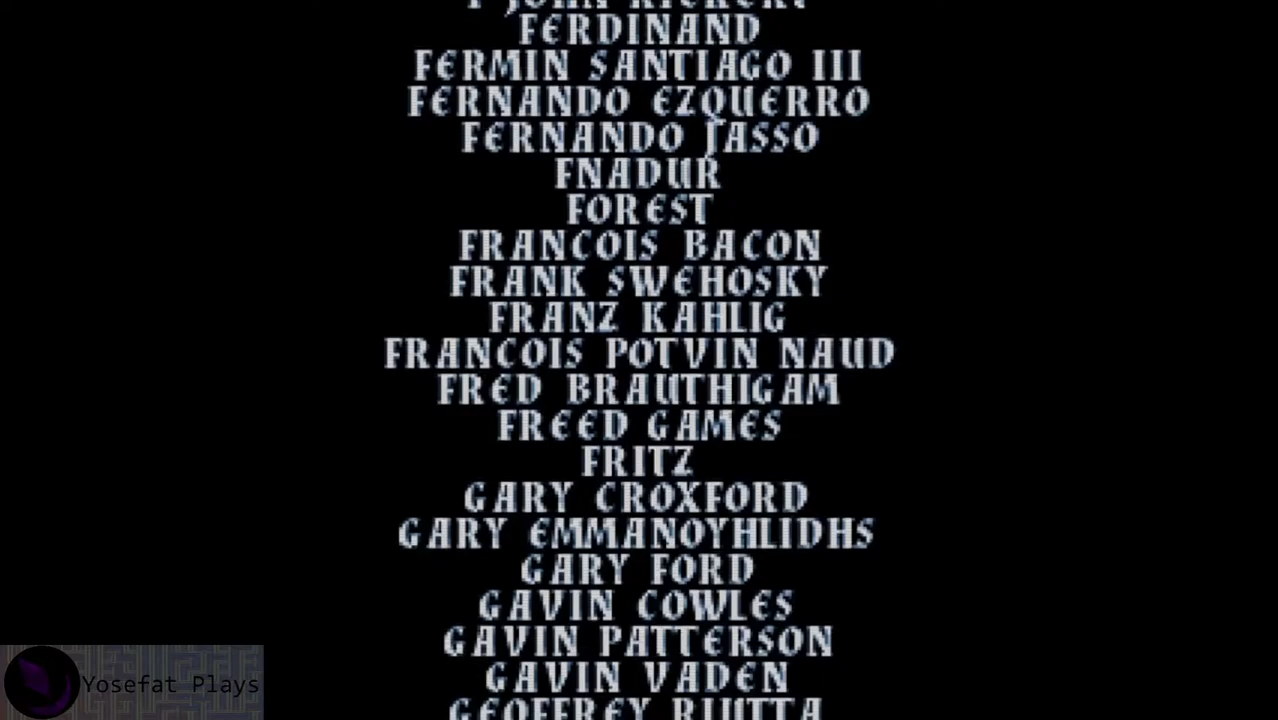 FERDINAND
FERMIN SANTIAGO III
FERNANDO EZQUERRO
FERNANDO JASSO
FNADUR
FOREST
FRANCOIS BACON
FRANK SWEHOSKY
FRANZ KAHLIG
FRANCOIS POTVIN NAUD
FRED BRAUTHIGAM
FREED GAMES
FRITZ
GARY CROXFORD
GARY EMMANOYHLIDHS
GARY FORD
GAVIN COWLES
GAVIN PATTERSON
GAVIN VADEN
GEOFFREY RIUTTA
Yosefat Plays